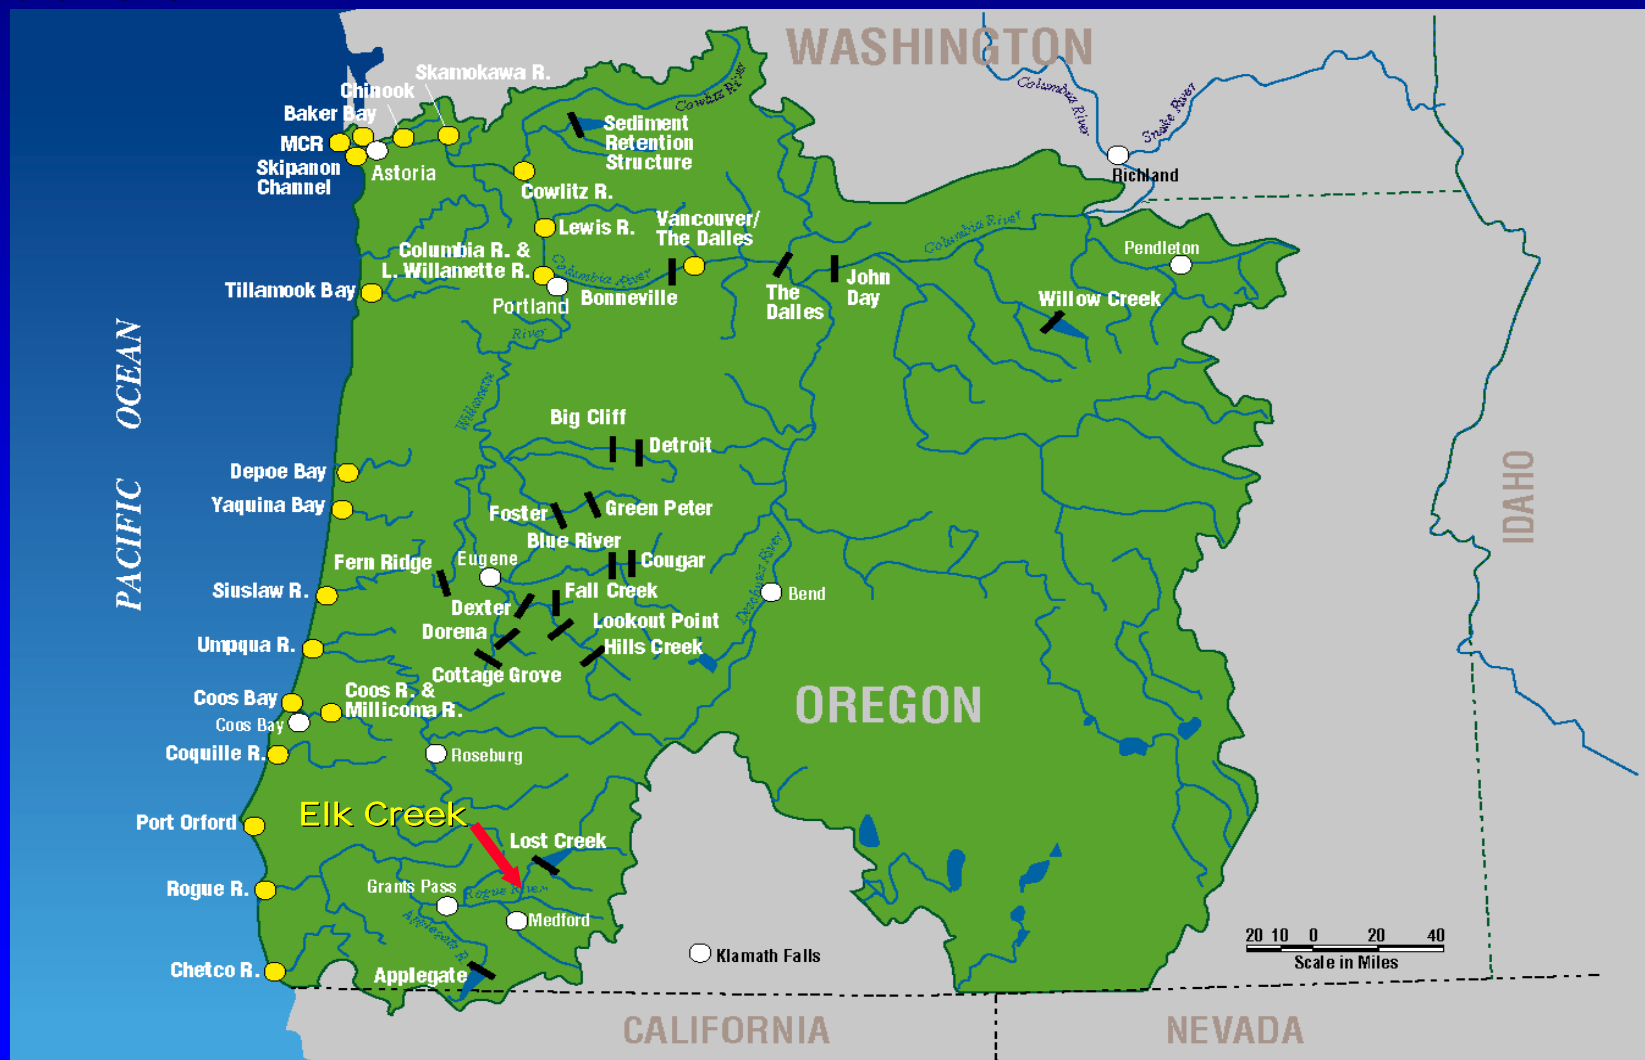 WASHINGTON
Skamokawa R.
Chinook
Baker Bay
MCR
Skipanon
Channel
Astoria
Cowlitz River
Sediment
Retention
Structure
Cowlitz R.
Columbia River
Snake River
Richland
Lewis R.
Vancouver/
The Dalles
Columbia R. &
L. Willamette R.
Columbia River
Portland
Bonneville
The
Dalles
John
Day
Columbia River
Pendleton
Willow Creek
Tillamook Bay
River
Willamette
PACIFIC OCEAN
Big Cliff
Detroit
Depoe Bay
Yaquina Bay
Foster
Green Peter
Blue River
Cougar
Fern Ridge
Eugene
Fall Creek
Siuslaw R.
Dexter
Dorena
Lookout Point
Hills Creek
Cottage Grove
Deschutes River
Bend
IDAHO
Umpqua R.
Coos Bay
Coos R. &
Millicoma R.
Coos Bay
Coquille R.
Roseburg
OREGON
Port Orford
Elk Creek
Lost Creek
Rogue R.
Grants Pass
Rogue River
Medford
Applegate R.
Chetco R.
Applegate
Klamath Falls
20 10 0 20 40
Scale in Miles
CALIFORNIA
NEVADA